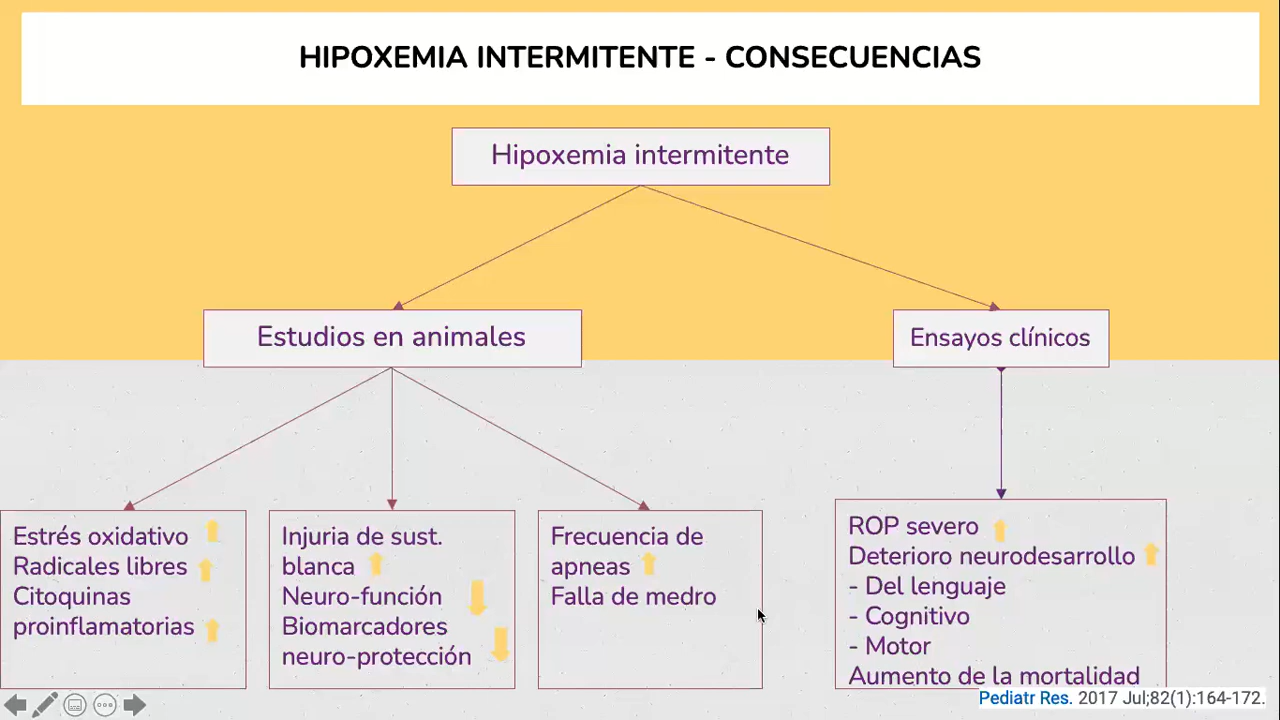 HIPOXEMIA INTERMITENTE - CONSECUENCIAS
Hipoxemia intermitente
Estudios en animales
Ensayos clínicos
Estrés oxidativo
Radicales libres
Citoquinas
proinflamatorias
Injuria de sust.
blanca
Neuro-función
Biomarcadores
neuro-protección
Frecuencia de
apneas
Falla de medro
ROP severo
Deterioro neurodesarrollo
- Del lenguaje
- Cognitivo
- Motor
Aumento de la mortalidad
Pediatr Res. 2017 Jul;82(1):164-172.